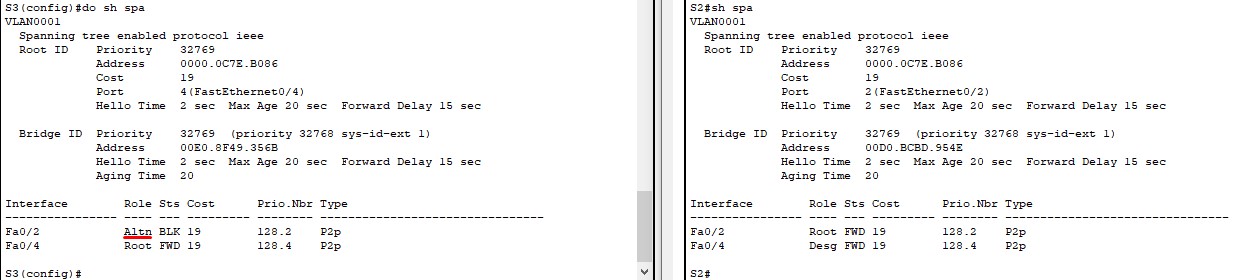 S3(config)#do sh spa
VLAN0001
  Spanning tree enabled protocol ieee
  Root ID    Priority    32769
             Address     0000.0C7E.B086
             Cost        19
             Port        4(FastEthernet0/4)
             Hello Time  2 sec  Max Age 20 sec  Forward Delay 15 sec

  Bridge ID  Priority    32769  (priority 32768 sys-id-ext 1)
             Address     00E0.8F49.356B
             Hello Time  2 sec  Max Age 20 sec  Forward Delay 15 sec
             Aging Time  20

Interface        Role Sts Cost      Prio.Nbr Type
---------------- ---- --- --------- -------- --------------------------------
Fa0/2            Altn BLK 19        128.2    P2p
Fa0/4            Root FWD 19        128.4    P2p

S3(config)#
S2#sh spa
VLAN0001
  Spanning tree enabled protocol ieee
  Root ID    Priority    32769
             Address     0000.0C7E.B086
             Cost        19
             Port        2(FastEthernet0/2)
             Hello Time  2 sec  Max Age 20 sec  Forward Delay 15 sec

  Bridge ID  Priority    32769  (priority 32768 sys-id-ext 1)
             Address     00D0.BCBD.954E
             Hello Time  2 sec  Max Age 20 sec  Forward Delay 15 sec
             Aging Time  20

Interface        Role Sts Cost      Prio.Nbr Type
---------------- ---- --- --------- -------- --------------------------------
Fa0/2            Root FWD 19        128.2    P2p
Fa0/4            Desg FWD 19        128.4    P2p

S2#